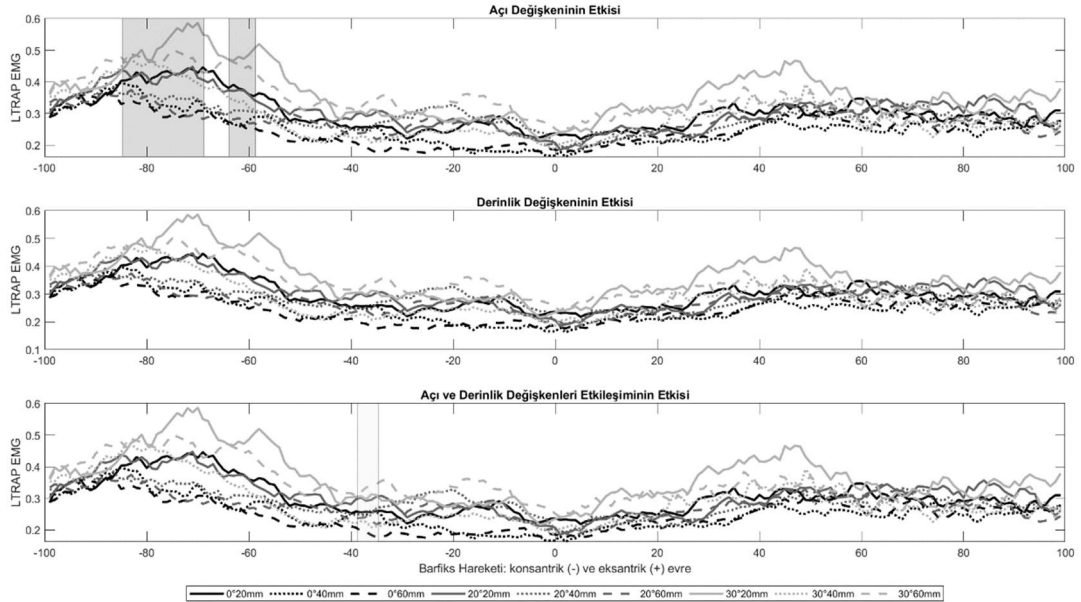 Açı Değişkeninin Etkisi
LTRAP EMG
0.6
0.5
0.4
0.3
0.2
-100 -80 -60 -40 -20 0 20 40 60 80 100
Derinlik Değişkeninin Etkisi
LTRAP EMG
0.6
0.5
0.4
0.3
0.2
0.1
-100 -80 -60 -40 -20 0 20 40 60 80 100
Açı ve Derinlik Değişkenleri Etkileşiminin Etkisi
LTRAP EMG
0.6
0.5
0.4
0.3
0.2
-100 -80 -60 -40 -20 0 20 40 60 80 100
Barfiks Hareketi: konsantrik (-) ve eksantrik (+) evre
0°20mm 0°40mm 0°60mm 20°20mm 20°40mm 20°60mm 30°20mm 30°40mm 30°60mm